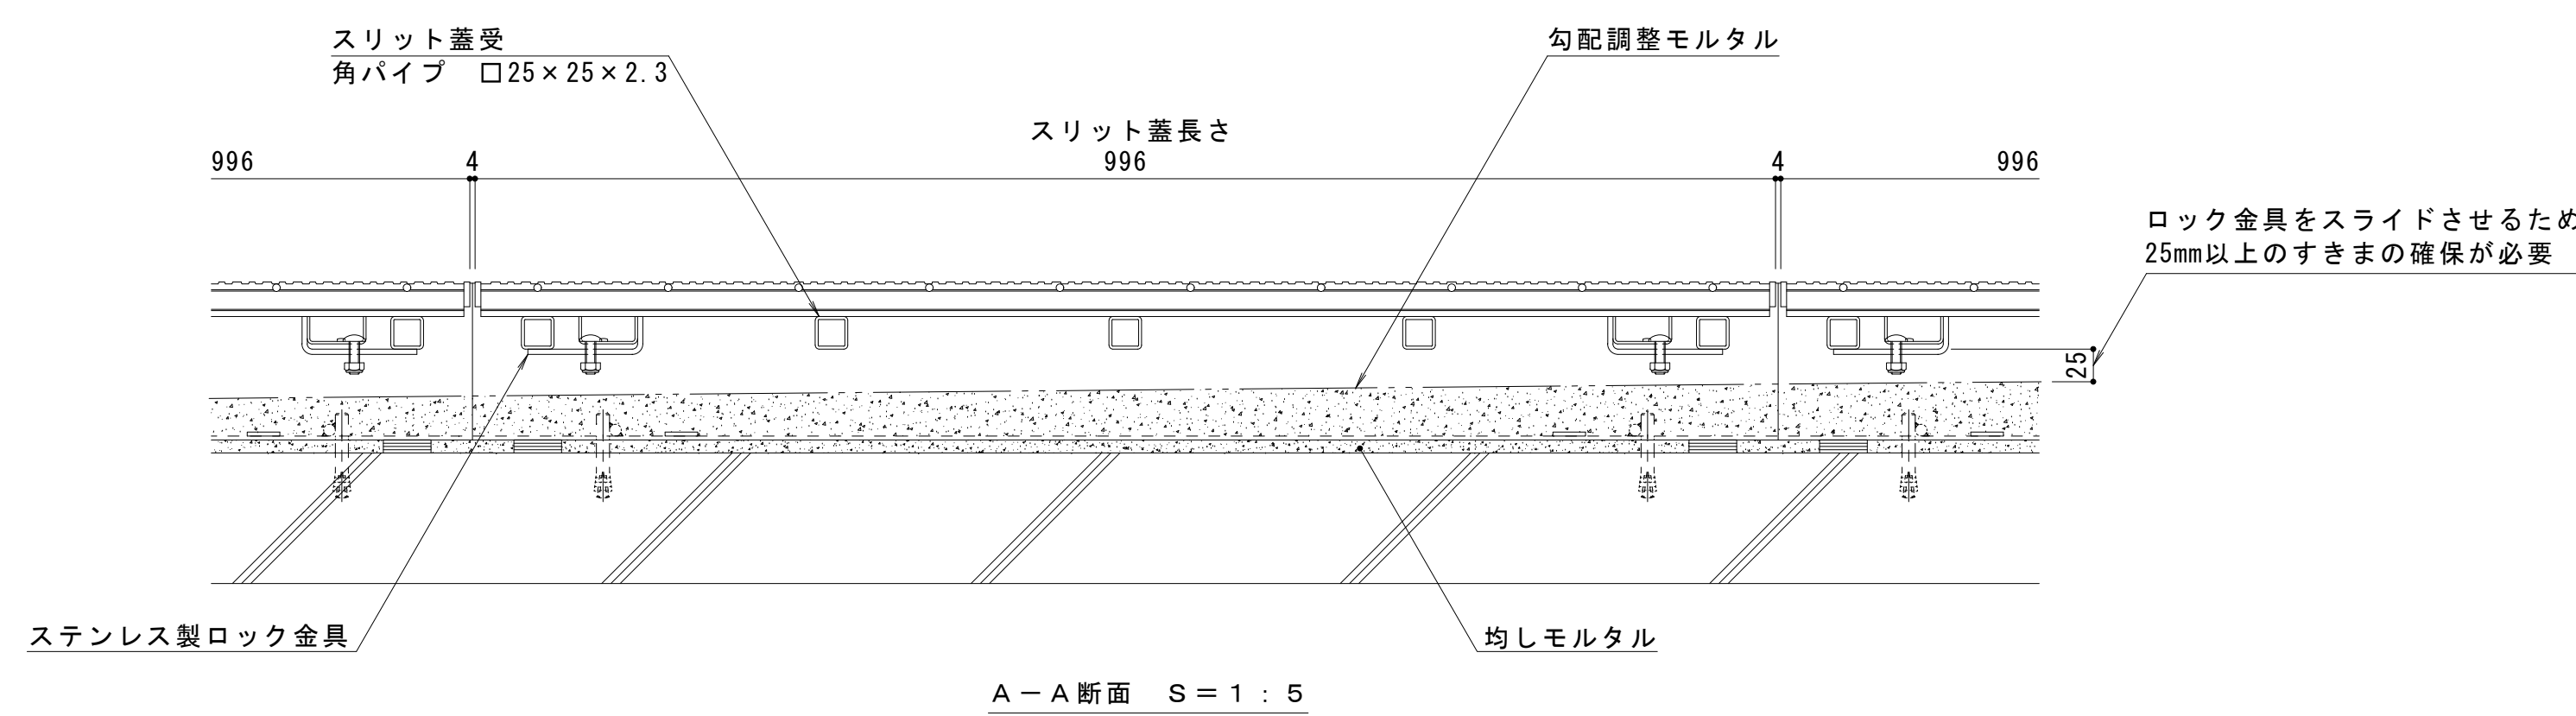 スリット蓋受
角パイプ　□25×25×2.3
勾配調整モルタル
スリット蓋長さ
996 4 996 4 996
ロック金具をスライドさせるため
25mm以上のすきまの確保が必要
25
ステンレス製ロック金具
均しモルタル
A－A断面　S＝1：5